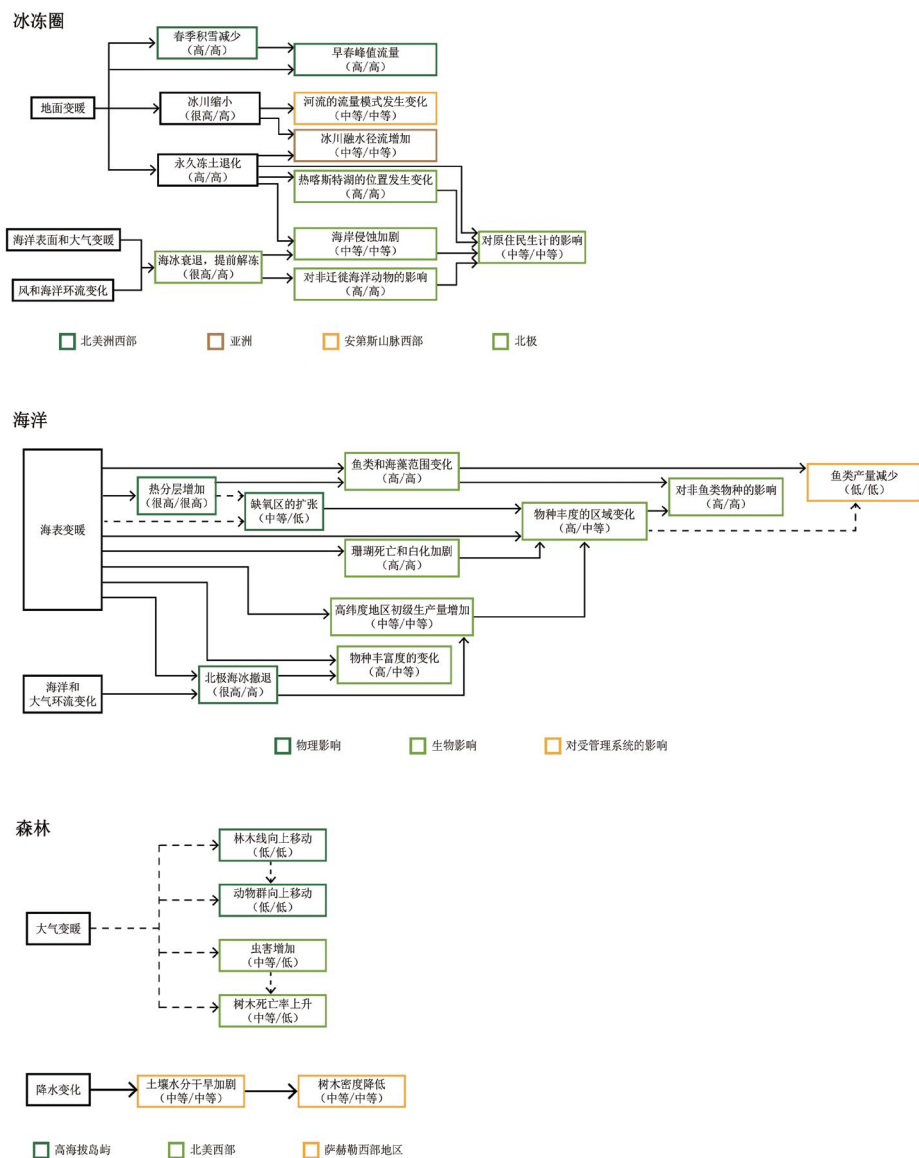 冰冻圈
春季积雪减少
（高/高）
早春峰值流量
（高/高）
地面变暖
冰川缩小
（很高/高）
河流的流量模式发生变化
（中等/中等）
冰川融水径流增加
（中等/中等）
永久冻土退化
（高/高）
热喀斯特湖的位置发生变化
（高/高）
海洋表面和大气变暖
海冰衰退，提前解冻
（很高/高）
海岸侵蚀加剧
（中等/中等）
对原住民生计的影响
（中等/中等）
风和海洋环流变化
对非迁徙海洋动物的影响
（高/高）
北美洲西部
亚洲
安第斯山脉西部
北极
海洋
海表变暖
鱼类和海藻范围变化
（高/高）
鱼类产量减少
（低/低）
热分层增加
（很高/很高）
缺氧区的扩张
（中等/低）
对非鱼类物种的影响
（高/高）
物种丰度的区域变化
（高/中等）
珊瑚死亡和白化加剧
（高/高）
高纬度地区初级生产量增加
（中等/中等）
物种丰富度的变化
（高/中等）
北极海冰撤退
（很高/高）
海洋和
大气环流变化
物理影响
生物影响
对受管理系统的影响
森林
林木线向上移动
（低/低）
动物群向上移动
（低/低）
大气变暖
虫害增加
（中等/低）
树木死亡率上升
（中等/低）
降水变化
土壤水分干旱加剧
（中等/中等）
树木密度降低
（中等/中等）
高海拔岛屿
北美西部
萨赫勒西部地区